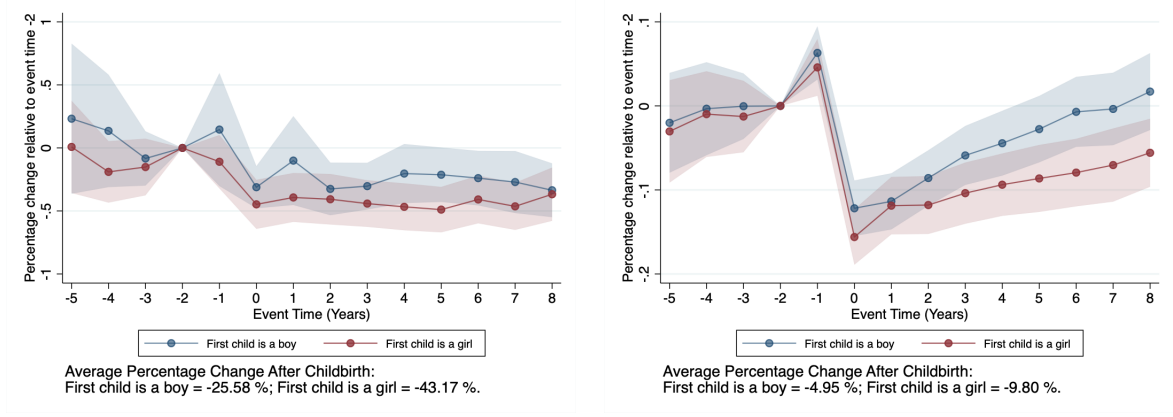 Percentage change relative to event time -2
1
.5
0
-.5
-1
-5 -4 -3 -2 -1 0 1 2 3 4 5 6 7 8
Event Time (Years)
First child is a boy First child is a girl
Average Percentage Change After Childbirth:
First child is a boy = -25.58 %; First child is a girl = -43.17 %.
Percentage change relative to event time -2
.1
0
-.1
-.2
-5 -4 -3 -2 -1 0 1 2 3 4 5 6 7 8
Event Time (Years)
First child is a boy First child is a girl
Average Percentage Change After Childbirth:
First child is a boy = -4.95 %; First child is a girl = -9.80 %.